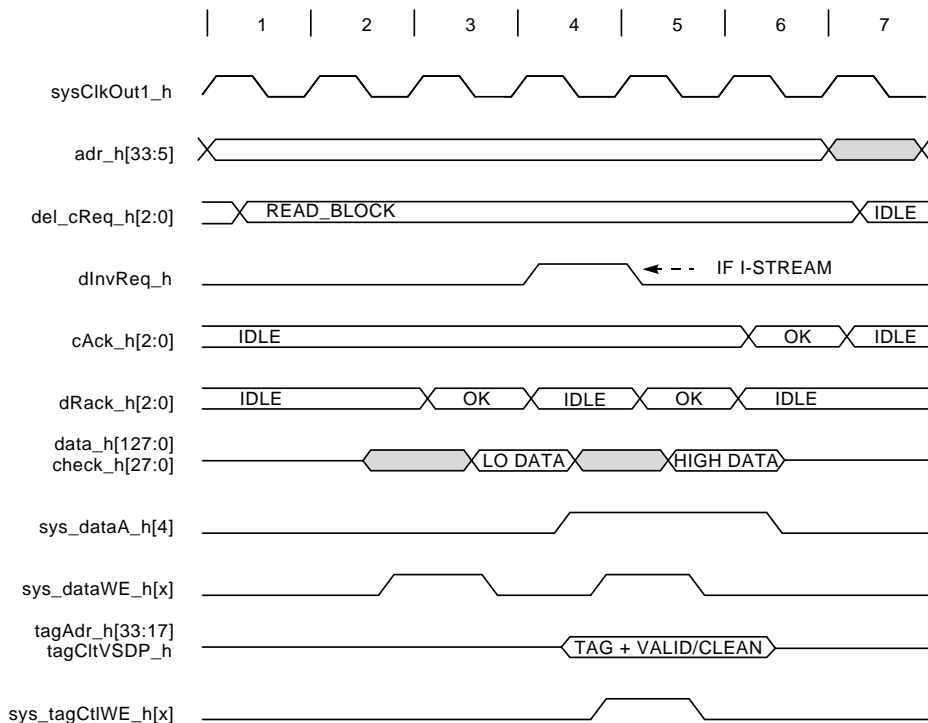 1 2 3 4 5 6 7
sysClkOut1_h
adr_h[33:5]
del_cReq_h[2:0] READ_BLOCK IDLE
dInvReq_h IF I-STREAM
cAck_h[2:0] IDLE OK IDLE
dRack_h[2:0] IDLE OK IDLE OK IDLE
data_h[127:0]
check_h[27:0] LO DATA HIGH DATA
sys_dataA_h[4]
sys_dataWE_h[x]
tagAdr_h[33:17]
tagCltVSDP_h TAG + VALID/CLEAN
sys_tagCtlWE_h[x]